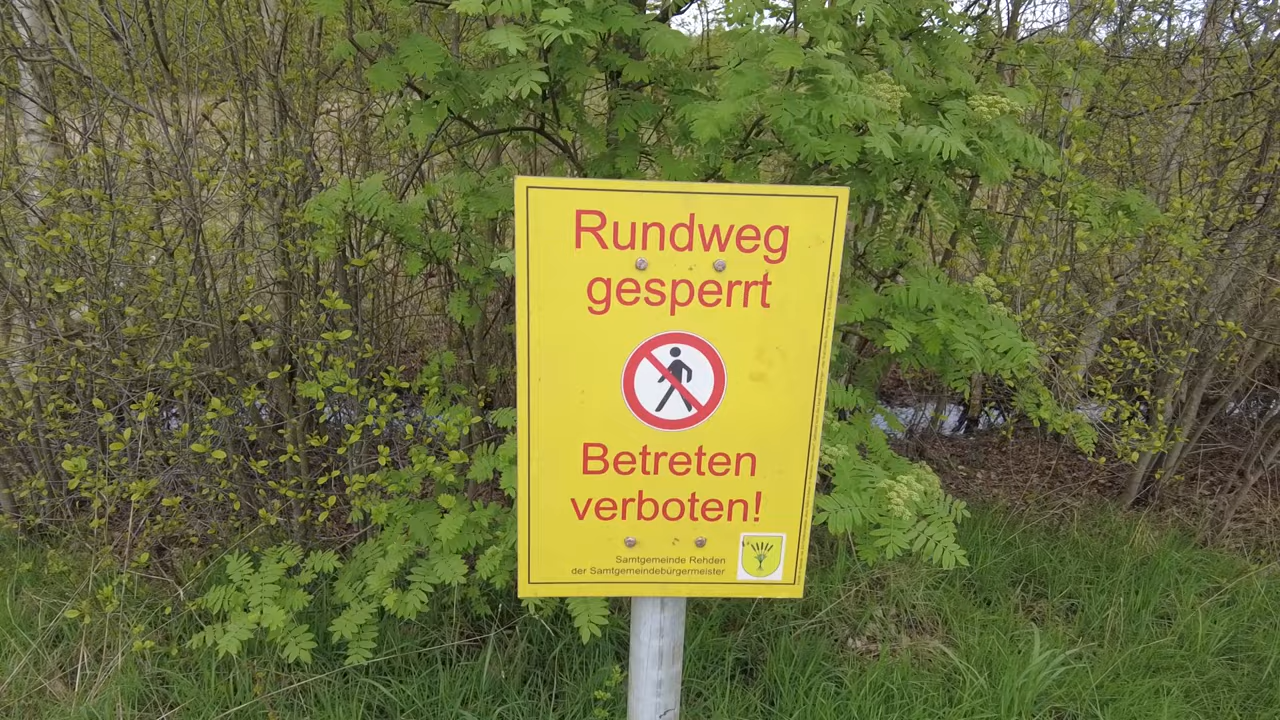 Rundweg
gesperrt
Betreten
verboten!
Samtgemeinde Rehden
der Samtgemeindebürgermeister